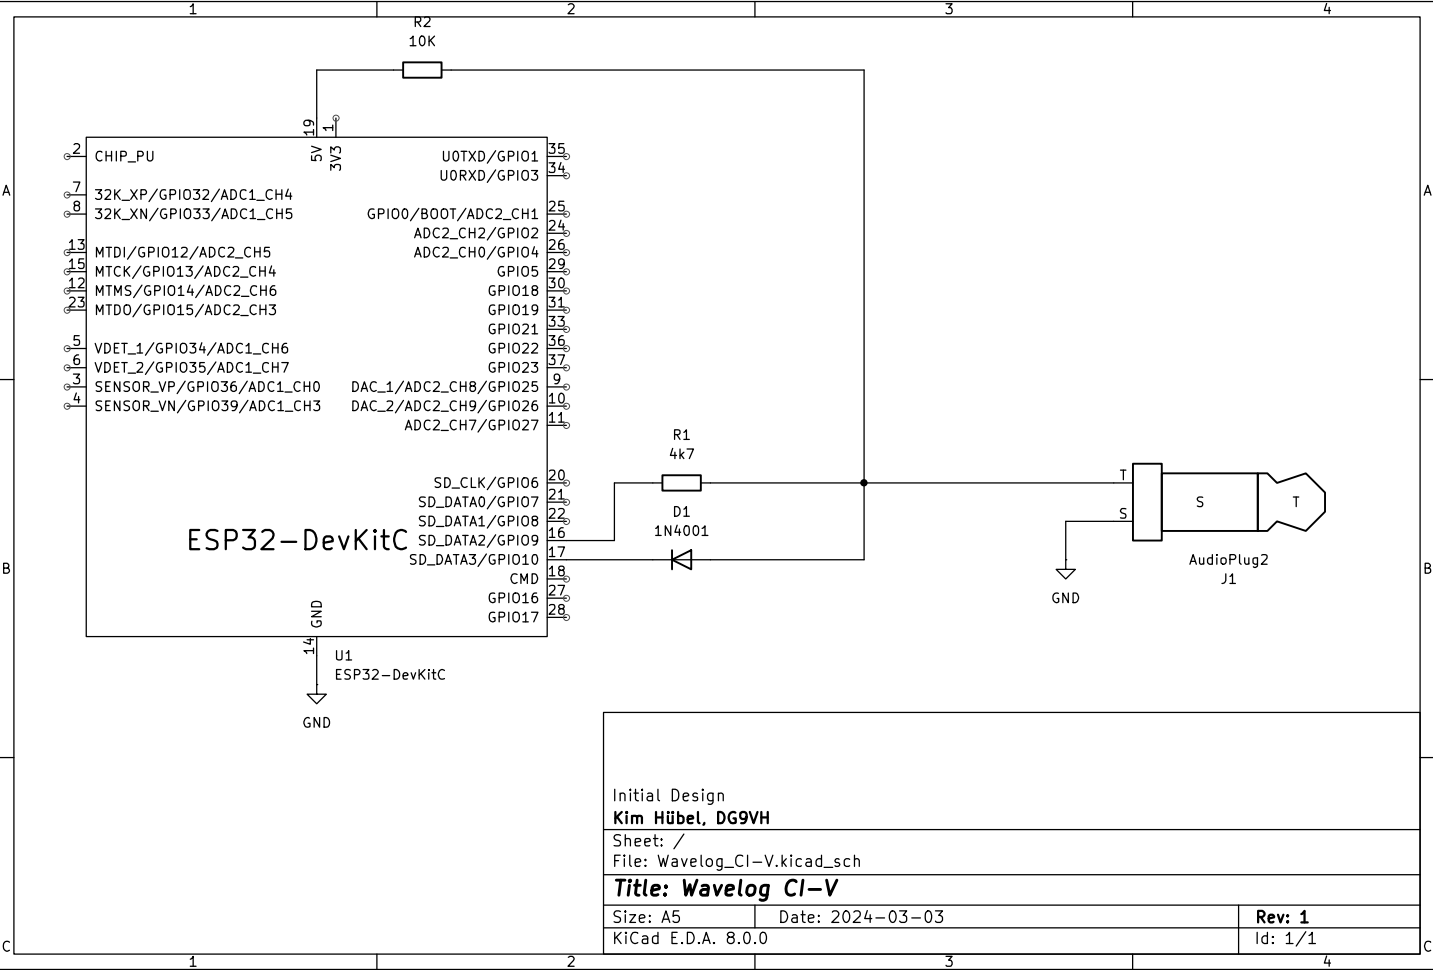 1 2 3 4
R2
10K
19 1
5V 3V3
2 CHIP_PU U0TXD/GPIO1 35
U0RXD/GPIO3 34
A 7 32K_XP/GPIO32/ADC1_CH4 A
8 32K_XN/GPIO33/ADC1_CH5 GPIO0/BOOT/ADC2_CH1 25
ADC2_CH2/GPIO2 24
13 MTDI/GPIO12/ADC2_CH5 ADC2_CH0/GPIO4 26
15 MTCK/GPIO13/ADC2_CH4 GPIO5 29
12 MTMS/GPIO14/ADC2_CH6 GPIO18 30
23 MTDO/GPIO15/ADC2_CH3 GPIO19 31
GPIO21 33
5 VDET_1/GPIO34/ADC1_CH6 GPIO22 36
6 VDET_2/GPIO35/ADC1_CH7 GPIO23 37
3 SENSOR_VP/GPIO36/ADC1_CH0 DAC_1/ADC2_CH8/GPIO25 9
4 SENSOR_VN/GPIO39/ADC1_CH3 DAC_2/ADC2_CH9/GPIO26 10
ADC2_CH7/GPIO27 11
R1
4k7
SD_CLK/GPIO6 20
T
SD_DATA0/GPIO7 21
S T
D1
SD_DATA1/GPIO8 22
S
1N4001
ESP32-DevKitC SD_DATA2/GPIO9 16
SD_DATA3/GPIO10 17
AudioPlug2
J1
B CMD 18 B
GPIO16 27
GND
GPIO17 28
GND
14
U1
ESP32-DevKitC
GND
Initial Design
Kim Hübel, DG9VH
Sheet: /
File: Wavelog_CI-V.kicad_sch
Title: Wavelog CI-V
Size: A5 Date: 2024-03-03 Rev: 1
KiCad E.D.A. 8.0.0 Id: 1/1
C C
1 2 3 4